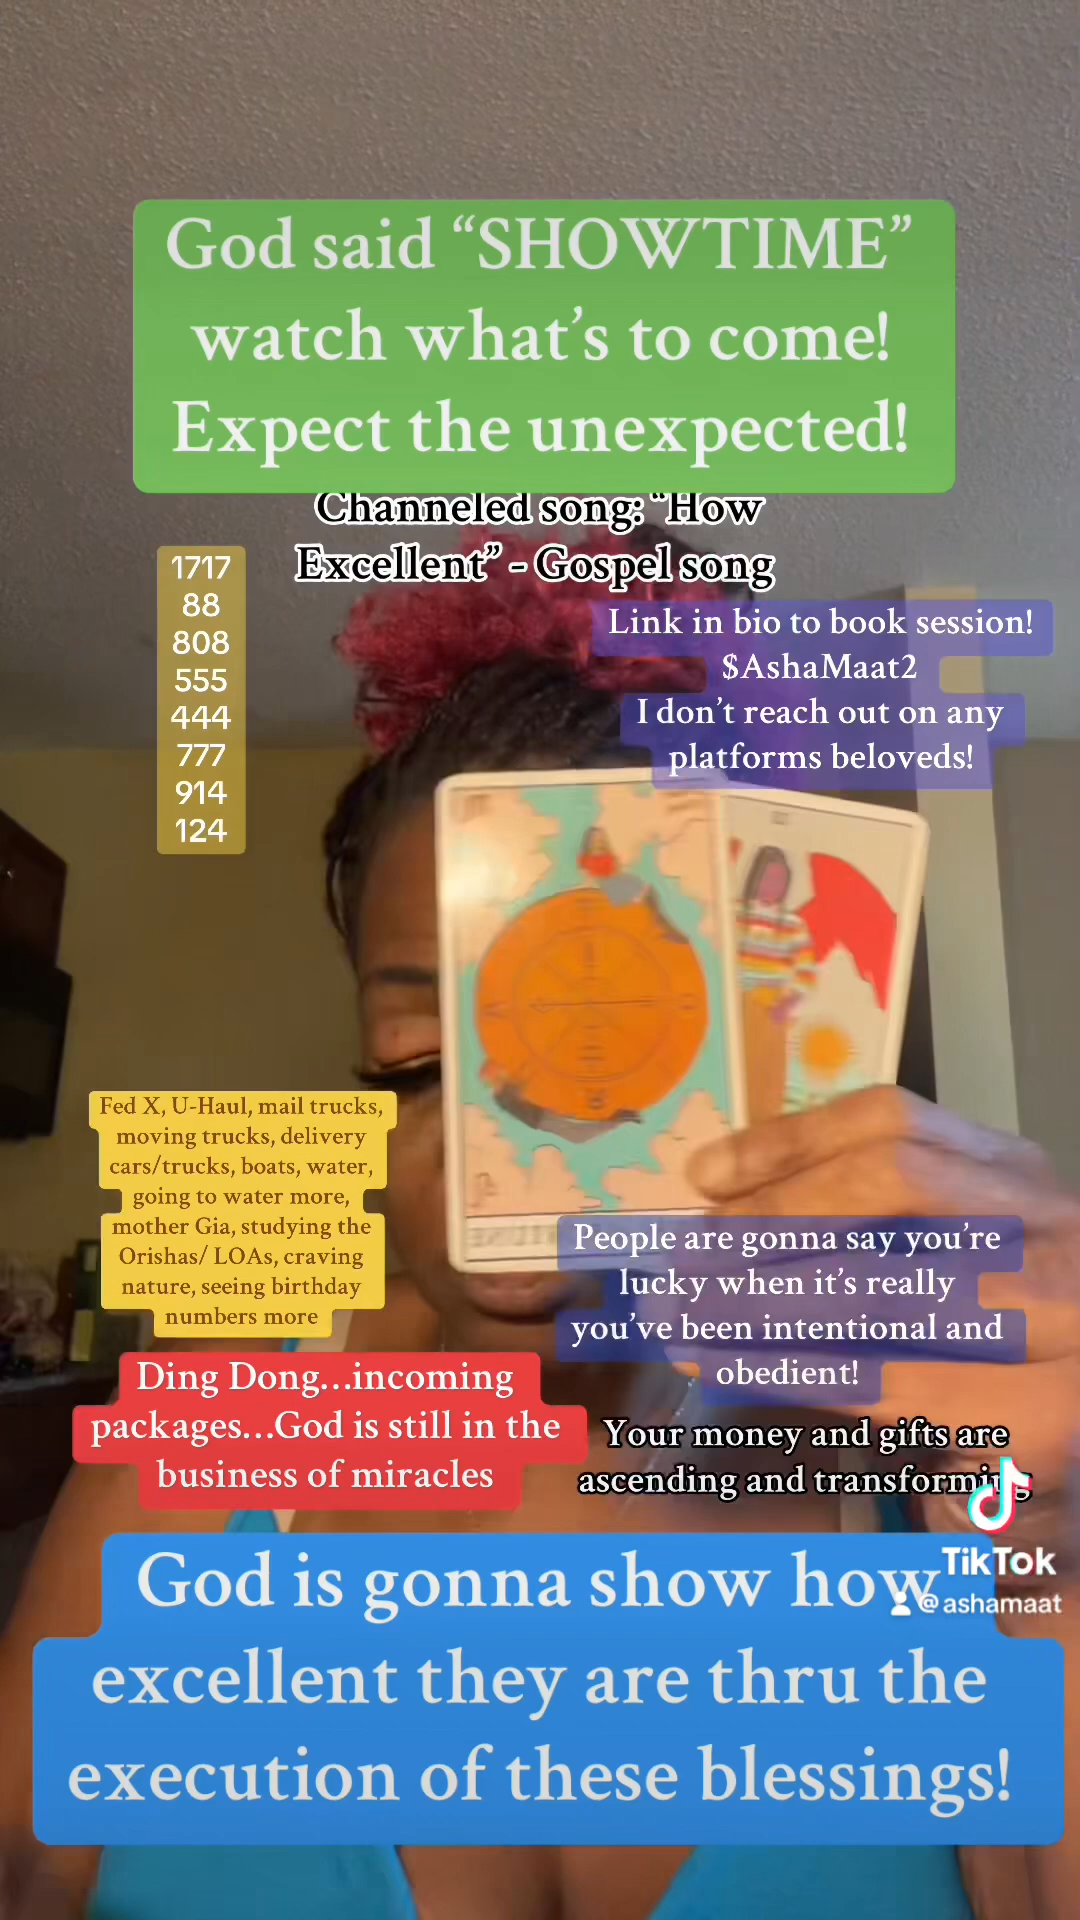 God said “SHOWTIME”
watch what’s to come!
Expect the unexpected!
Channeled song: “How
Excellent” - Gospel song
1717
88
808
555
444
777
914
124
Link in bio to book session!
$AshaMaat2
I don’t reach out on any
platforms beloveds!
Fed X, U-Haul, mail trucks,
moving trucks, delivery
cars/trucks, boats, water,
going to water more,
mother Gia, studying the
Orishas/ LOAs, craving
nature, seeing birthday
numbers more
People are gonna say you’re
lucky when it’s really
you’ve been intentional and
obedient!
Ding Dong...incoming
packages...God is still in the
business of miracles
Your money and gifts are
ascending and transforming
TikTok
@ashamaat
God is gonna show how
excellent they are thru the
execution of these blessings!